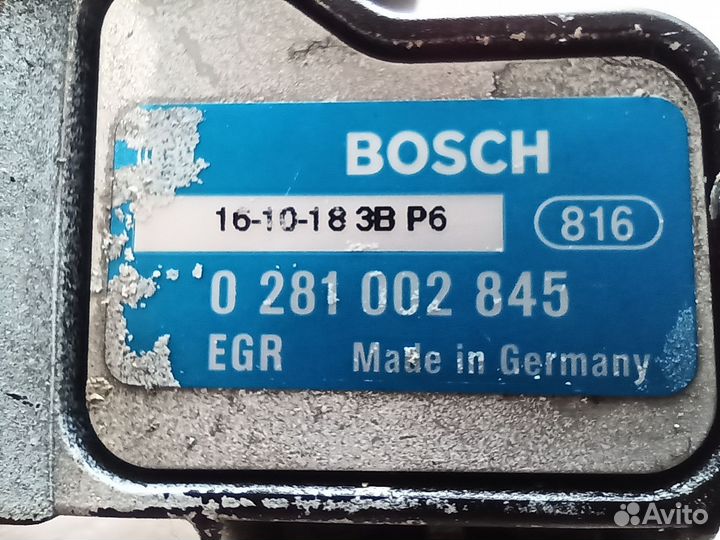 BOSCH
16-10-18 3B P6
816
0 281 002 845
EGR Made in Germany
Avito